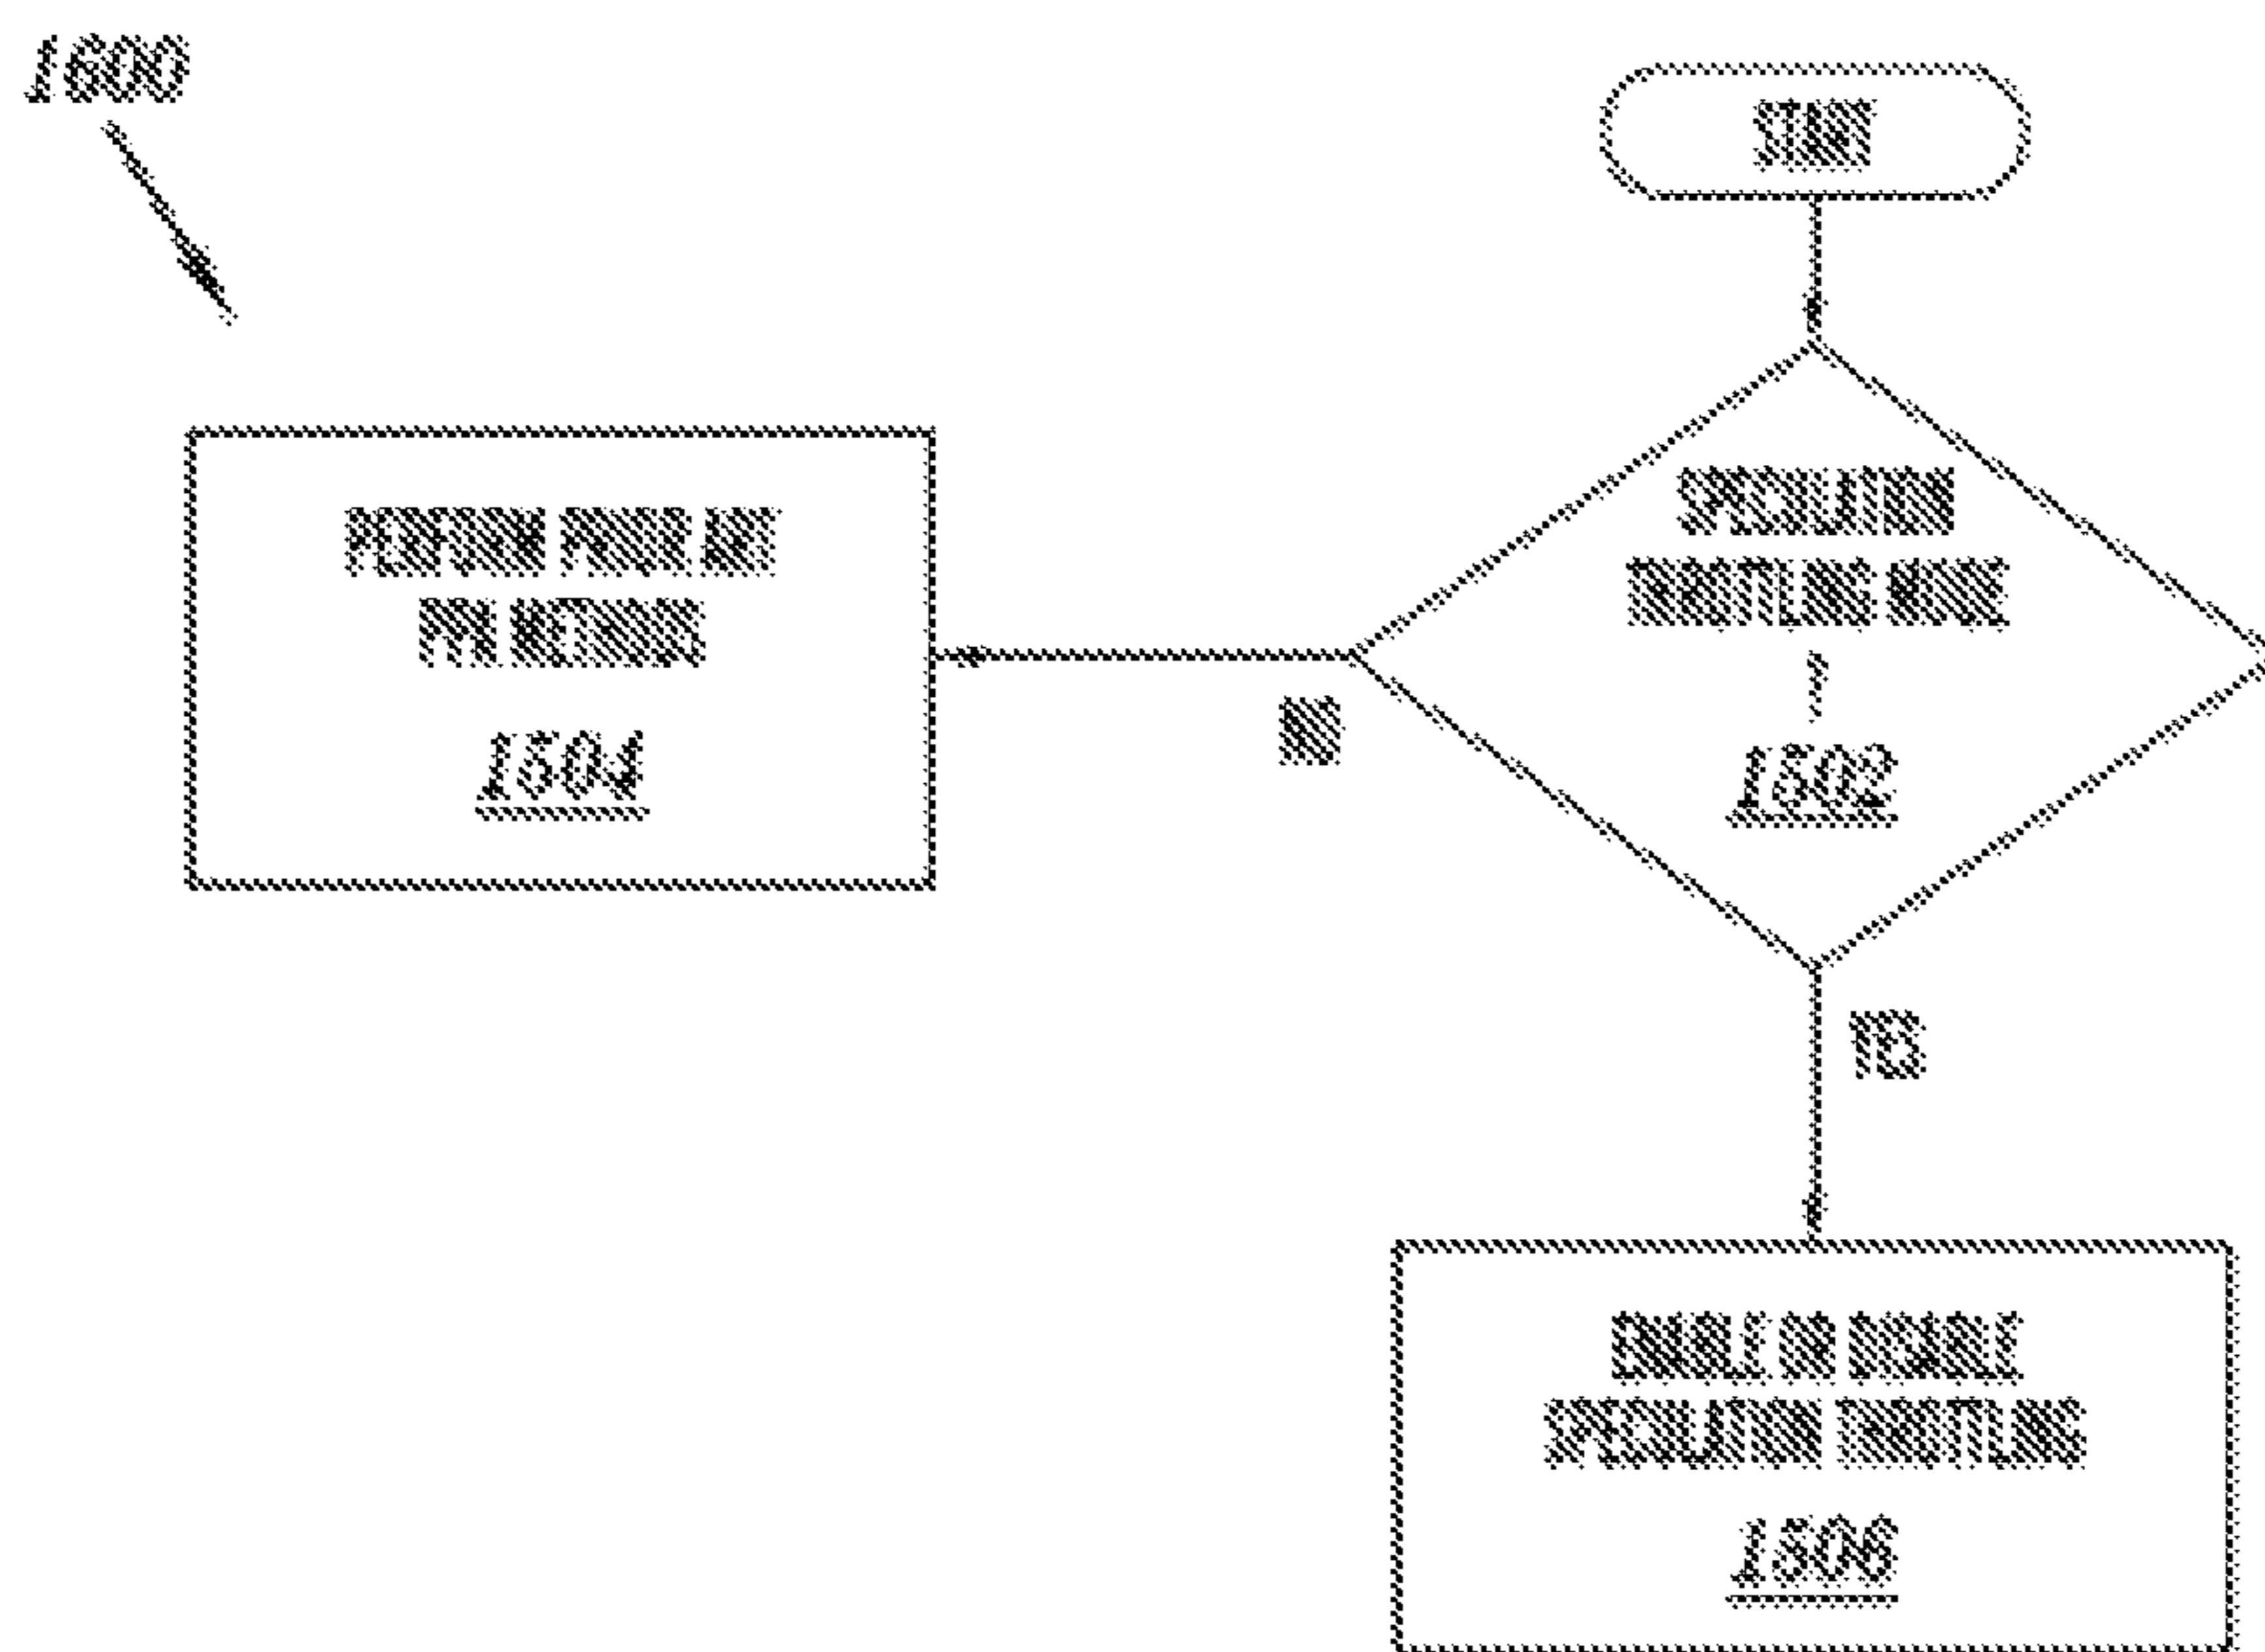 1600
START
SPECULATION
THROTTLING MODE
?
1502
NO
PERFORM PRIOR ART
PPE METHODS
1504
YES
ENABLE OR DISABLE
SPECULATION THROTTLING
1506